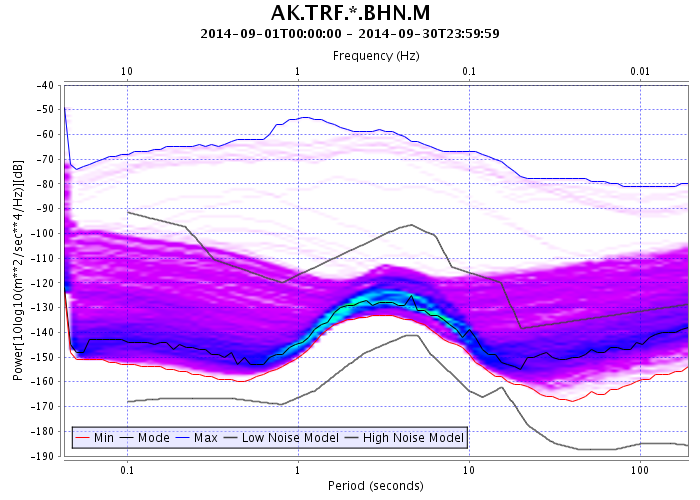 AK.TRF.*.BHN.M
2014-09-01T00:00:00 - 2014-09-30T23:59:59
Frequency (Hz)
10 1 0.1 0.01
-40
-50
-60
-70
-80
-90
-100
-110
-120
-130
-140
-150
-160
-170
-180
-190
Power[10log10(m**2/sec**4/Hz)][dB]
Min Mode Max Low Noise Model High Noise Model
0.1 1 10 100
Period (seconds)